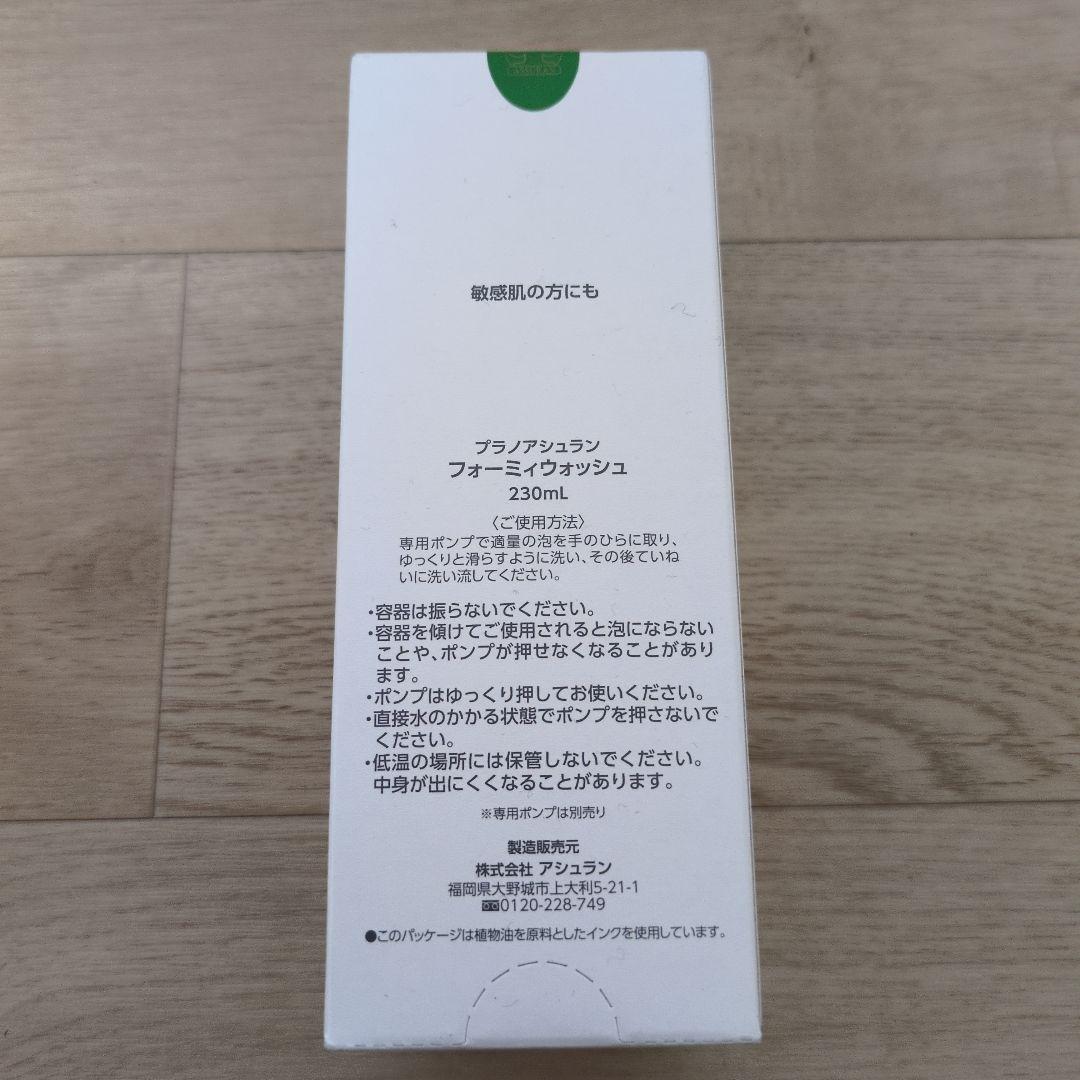 敏感肌の方にも
プラノアシュラン
フォーミィウォッシュ
230mL
〈ご使用方法〉
専用ポンプで適量の泡を手のひらに取り、
ゆっくりと滑らすように洗い、その後ていね
いに洗い流してください。
・容器は振らないでください。
・容器を傾けてご使用されると泡にならない
ことや、ポンプが押せなくなることがあり
ます。
・ポンプはゆっくり押してお使いください。
・直接水のかかる状態でポンプを押さないで
ください。
・低温の場所には保管しないでください。
中身が出にくくなることがあります。
※専用ポンプは別売り
製造販売元
株式会社 アシュラン
福岡県大野城市上大利5-21-1
0120-228-749
●このパッケージは植物油を原料としたインクを使用しています。